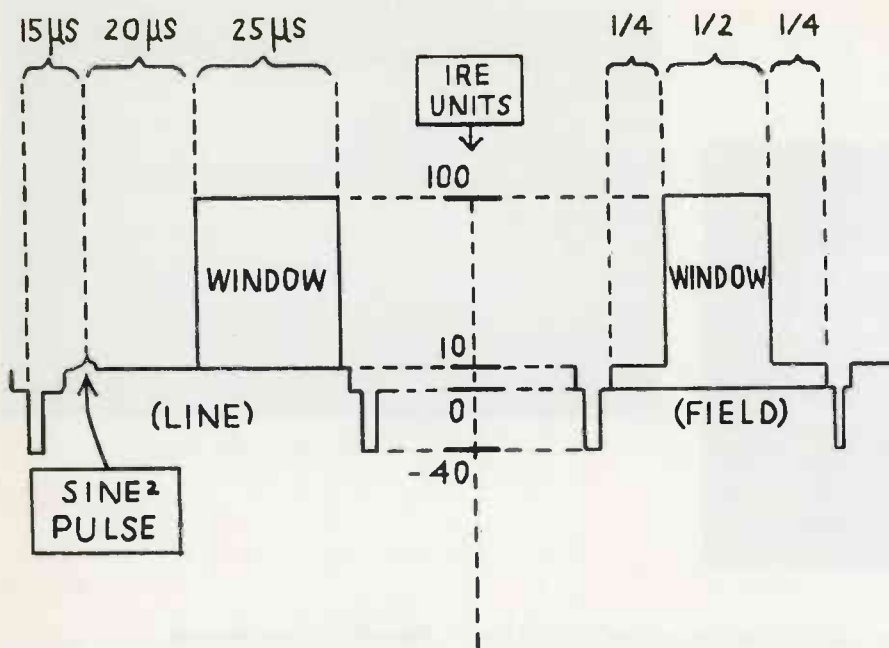 15μS 20μS 25μS 1/4 1/2 1/4
IRE
UNITS
100
WINDOW WINDOW
10
0
(LINE) (FIELD)
-40
SINE²
PULSE